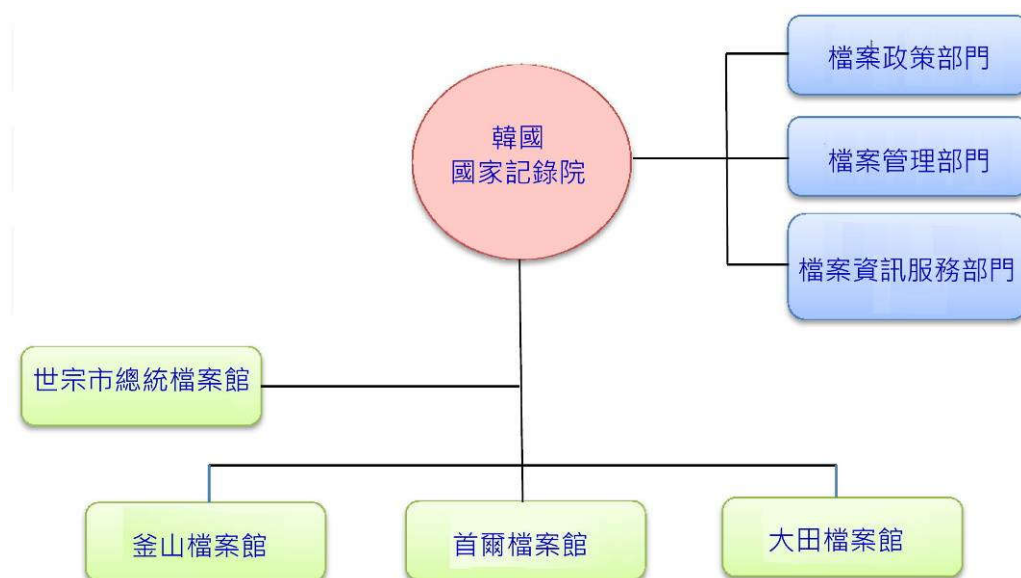 檔案政策部門
韓國
國家記錄院
檔案管理部門
檔案資訊服務部門
世宗市總統檔案館
釜山檔案館
首爾檔案館
大田檔案館